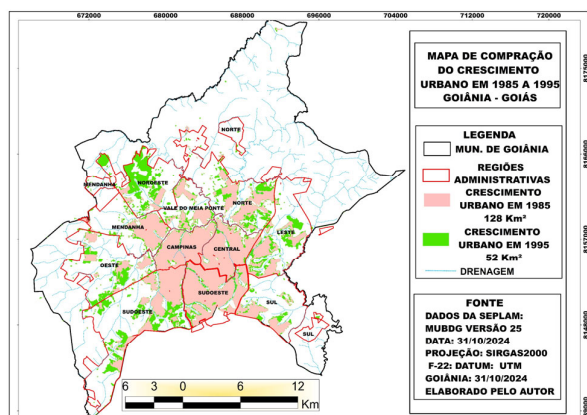 672000 680000 688000 696000 704000 712000 720000
8175000
8166000
8157000
8148000
MAPA DE COMPRAÇÃO
DO CRESCIMENTO
URBANO EM 1985 A 1995
GOIÂNIA - GOIÁS
LEGENDA
MUN. DE GOIÂNIA
REGIÕES
ADMINISTRATIVAS
CRESCIMENTO
URBANO EM 1985
128 Km²
CRESCIMENTO
URBANO EM 1995
52 Km²
DRENAGEM
FONTE
DADOS DA SEPLAM:
MUBDG VERSÃO 25
DATA: 31/10/2024
PROJEÇÃO: SIRGAS2000
F-22: DATUM: UTM
GOIÂNIA: 31/10/2024
ELABORADO PELO AUTOR
NORTE
MENDANHA
NOROESTE
VALE DO MEIA PONTE
NORTE
MENDANHA
LESTE
CAMPINAS
CENTRAL
OESTE
SUDOESTE
SUDOESTE
SUL
SUL
6 3 0 6 12
Km